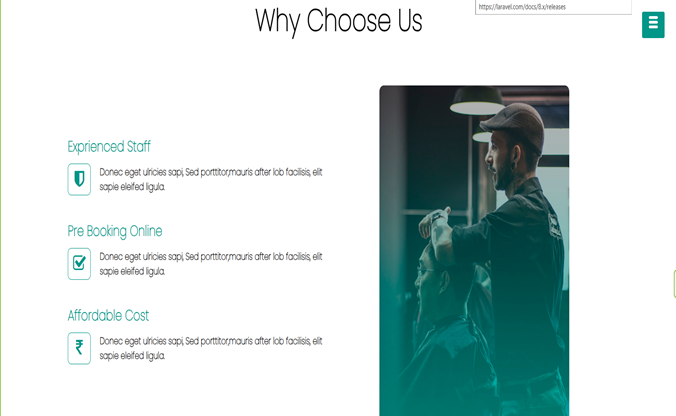 https://laravel.com/docs/8.x/releases
Why Choose Us
Exprienced Staff
Donec eget ulricies sapi, Sed porttitor,mauris after lob facilisis, elit
sapie eleifed ligula.
Pre Booking Online
Donec eget ulricies sapi, Sed porttitor,mauris after lob facilisis, elit
sapie eleifed ligula.
Affordable Cost
₹
Donec eget ulricies sapi, Sed porttitor,mauris after lob facilisis, elit
sapie eleifed ligula.